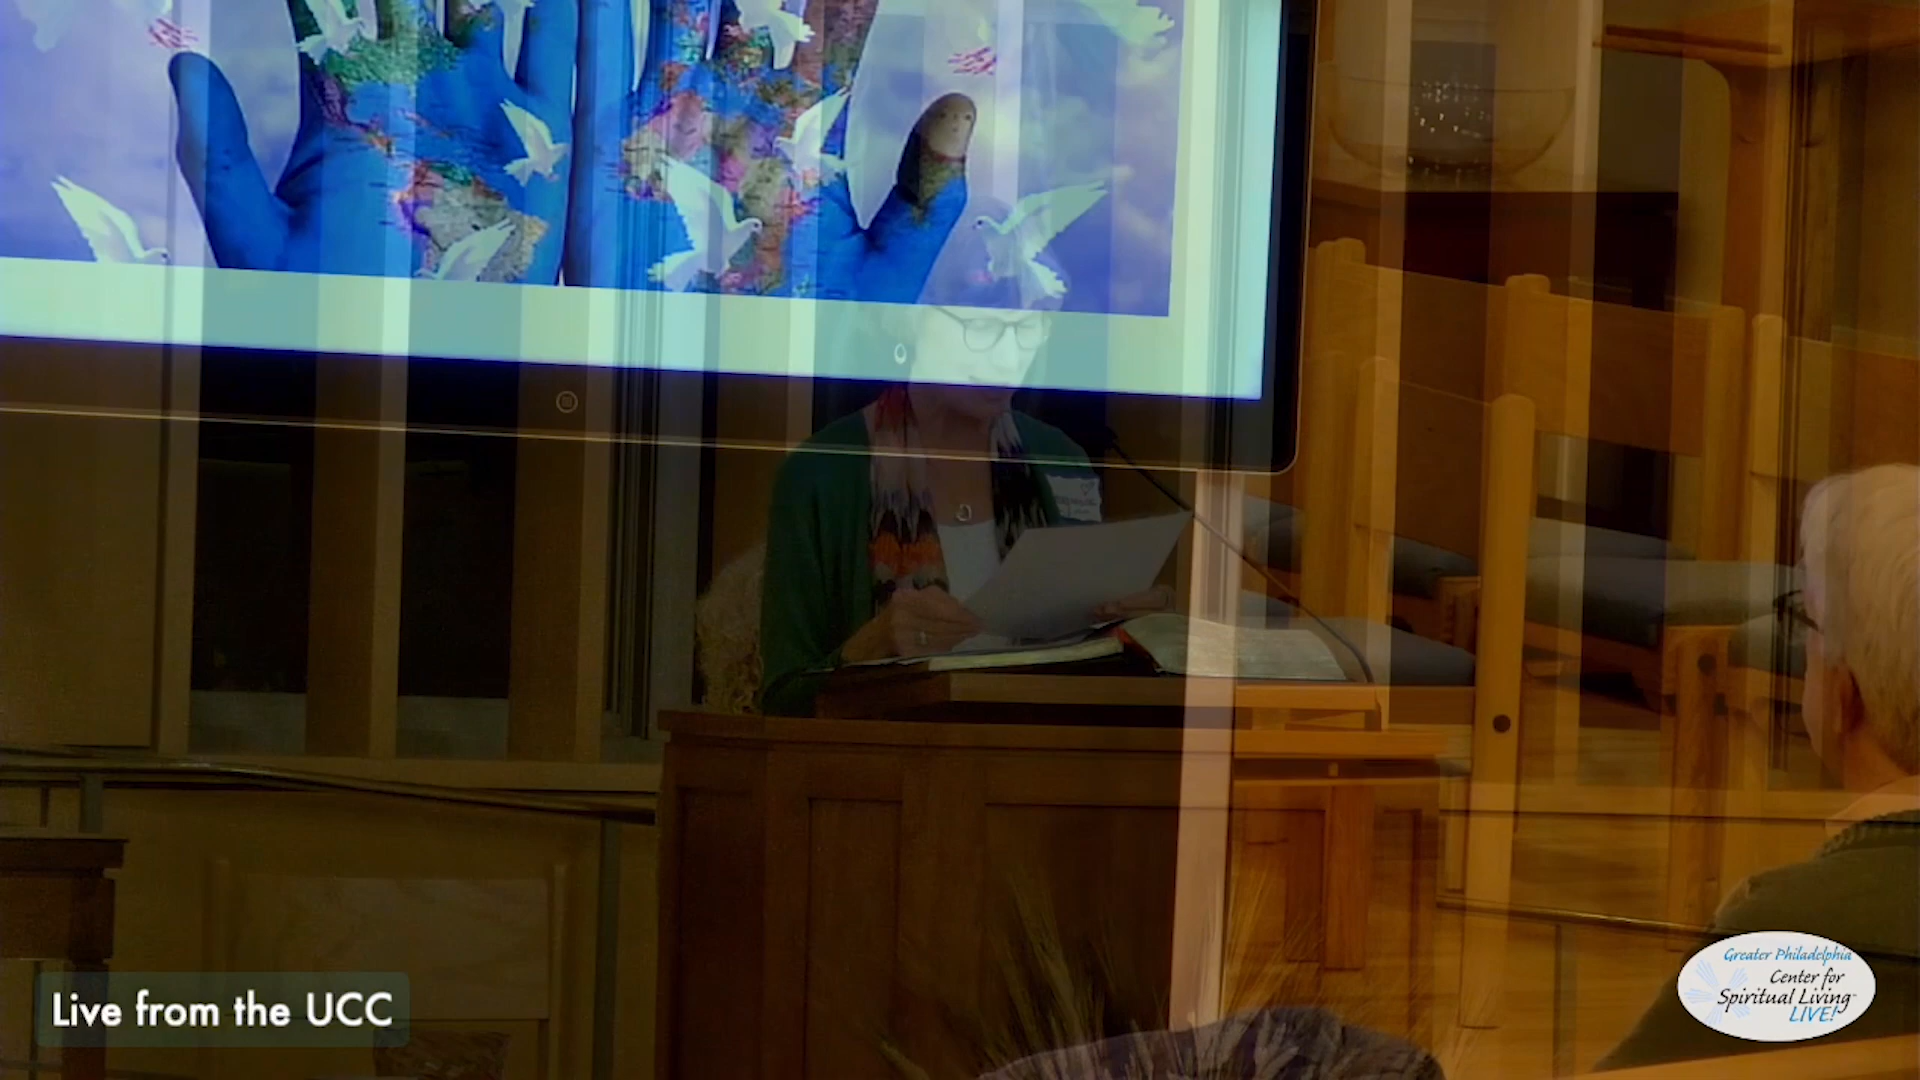 Live from the UCC
Greater Philadelphia
Center for
Spiritual Living
LIVE!